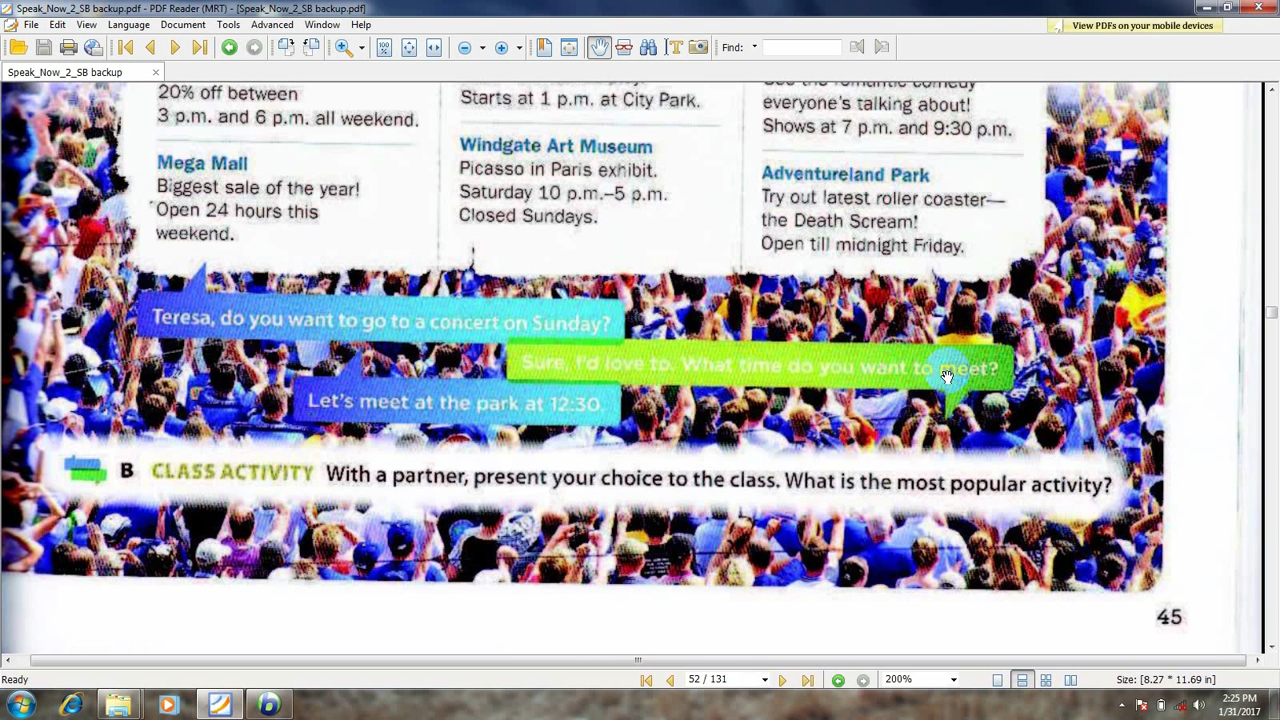 Speak_Now_2_SB backup.pdf - PDF Reader (MRT) - [Speak_Now_2_SB backup.pdf]
File Edit View Language Document Tools Advanced Window Help
View PDFs on your mobile devices
Find:
Speak_Now_2_SB backup
20% off between
3 p.m. and 6 p.m. all weekend.
Mega Mall
Biggest sale of the year!
Open 24 hours this
weekend.
Starts at 1 p.m. at City Park.
Windgate Art Museum
Picasso in Paris exhibit.
Saturday 10 p.m.–5 p.m.
Closed Sundays.
See the romantic comedy
everyone's talking about!
Shows at 7 p.m. and 9:30 p.m.
Adventureland Park
Try out latest roller coaster—
the Death Scream!
Open till midnight Friday.
Teresa, do you want to go to a concert on Sunday?
Sure, I'd love to. What time do you want to meet?
Let's meet at the park at 12:30.
B CLASS ACTIVITY With a partner, present your choice to the class. What is the most popular activity?
45
Ready
52 / 131
200%
Size: [8.27 * 11.69 in]
2:25 PM
1/31/2017